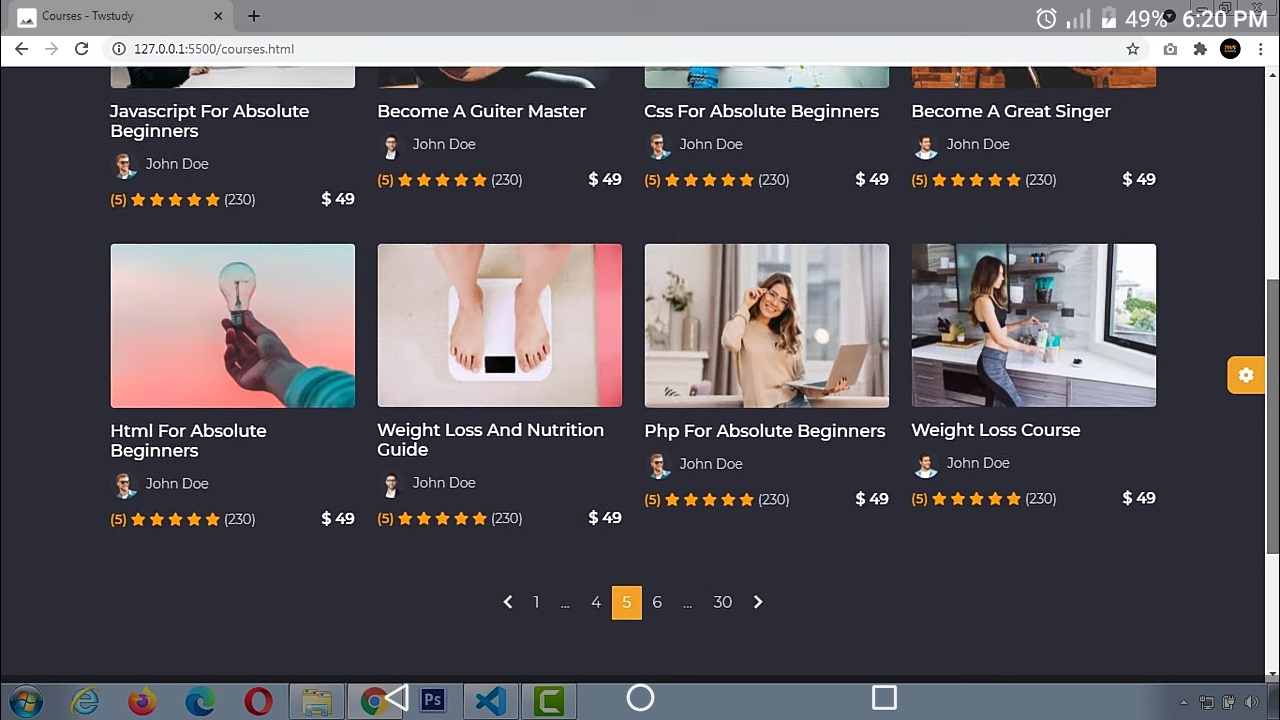 Courses - Twstudy
49% 6:20 PM
127.0.0.1:5500/courses.html
Javascript For Absolute
Beginners
John Doe
(5) (230) $ 49
Become A Guiter Master
John Doe
(5) (230) $ 49
Css For Absolute Beginners
John Doe
(5) (230) $ 49
Become A Great Singer
John Doe
(5) (230) $ 49
Html For Absolute
Beginners
John Doe
(5) (230) $ 49
Weight Loss And Nutrition
Guide
John Doe
(5) (230) $ 49
Php For Absolute Beginners
John Doe
(5) (230) $ 49
Weight Loss Course
John Doe
(5) (230) $ 49
1 ... 4 5 6 ... 30
Ps